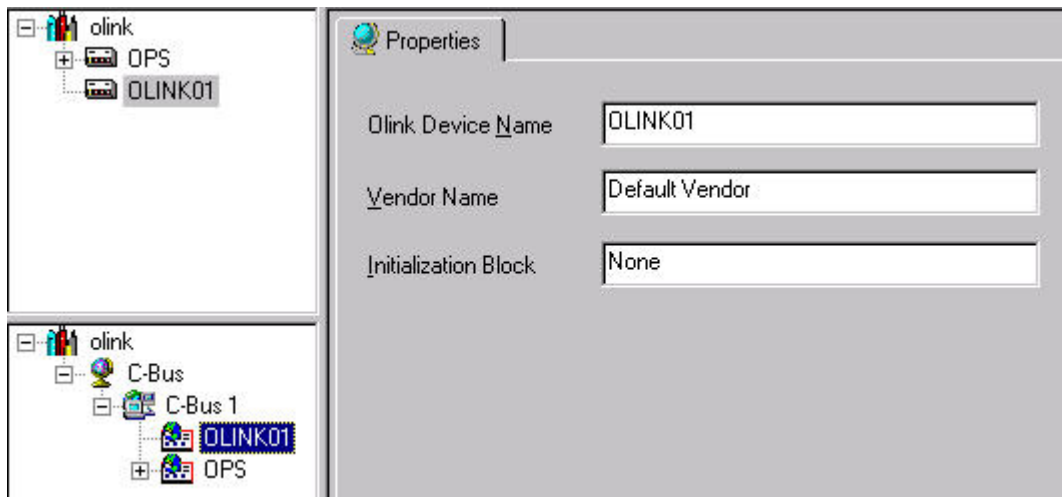 olink
OPS
OLINK01
olink
C-Bus
C-Bus 1
OLINK01
OPS
Properties
Olink Device Name OLINK01
Vendor Name Default Vendor
Initialization Block None